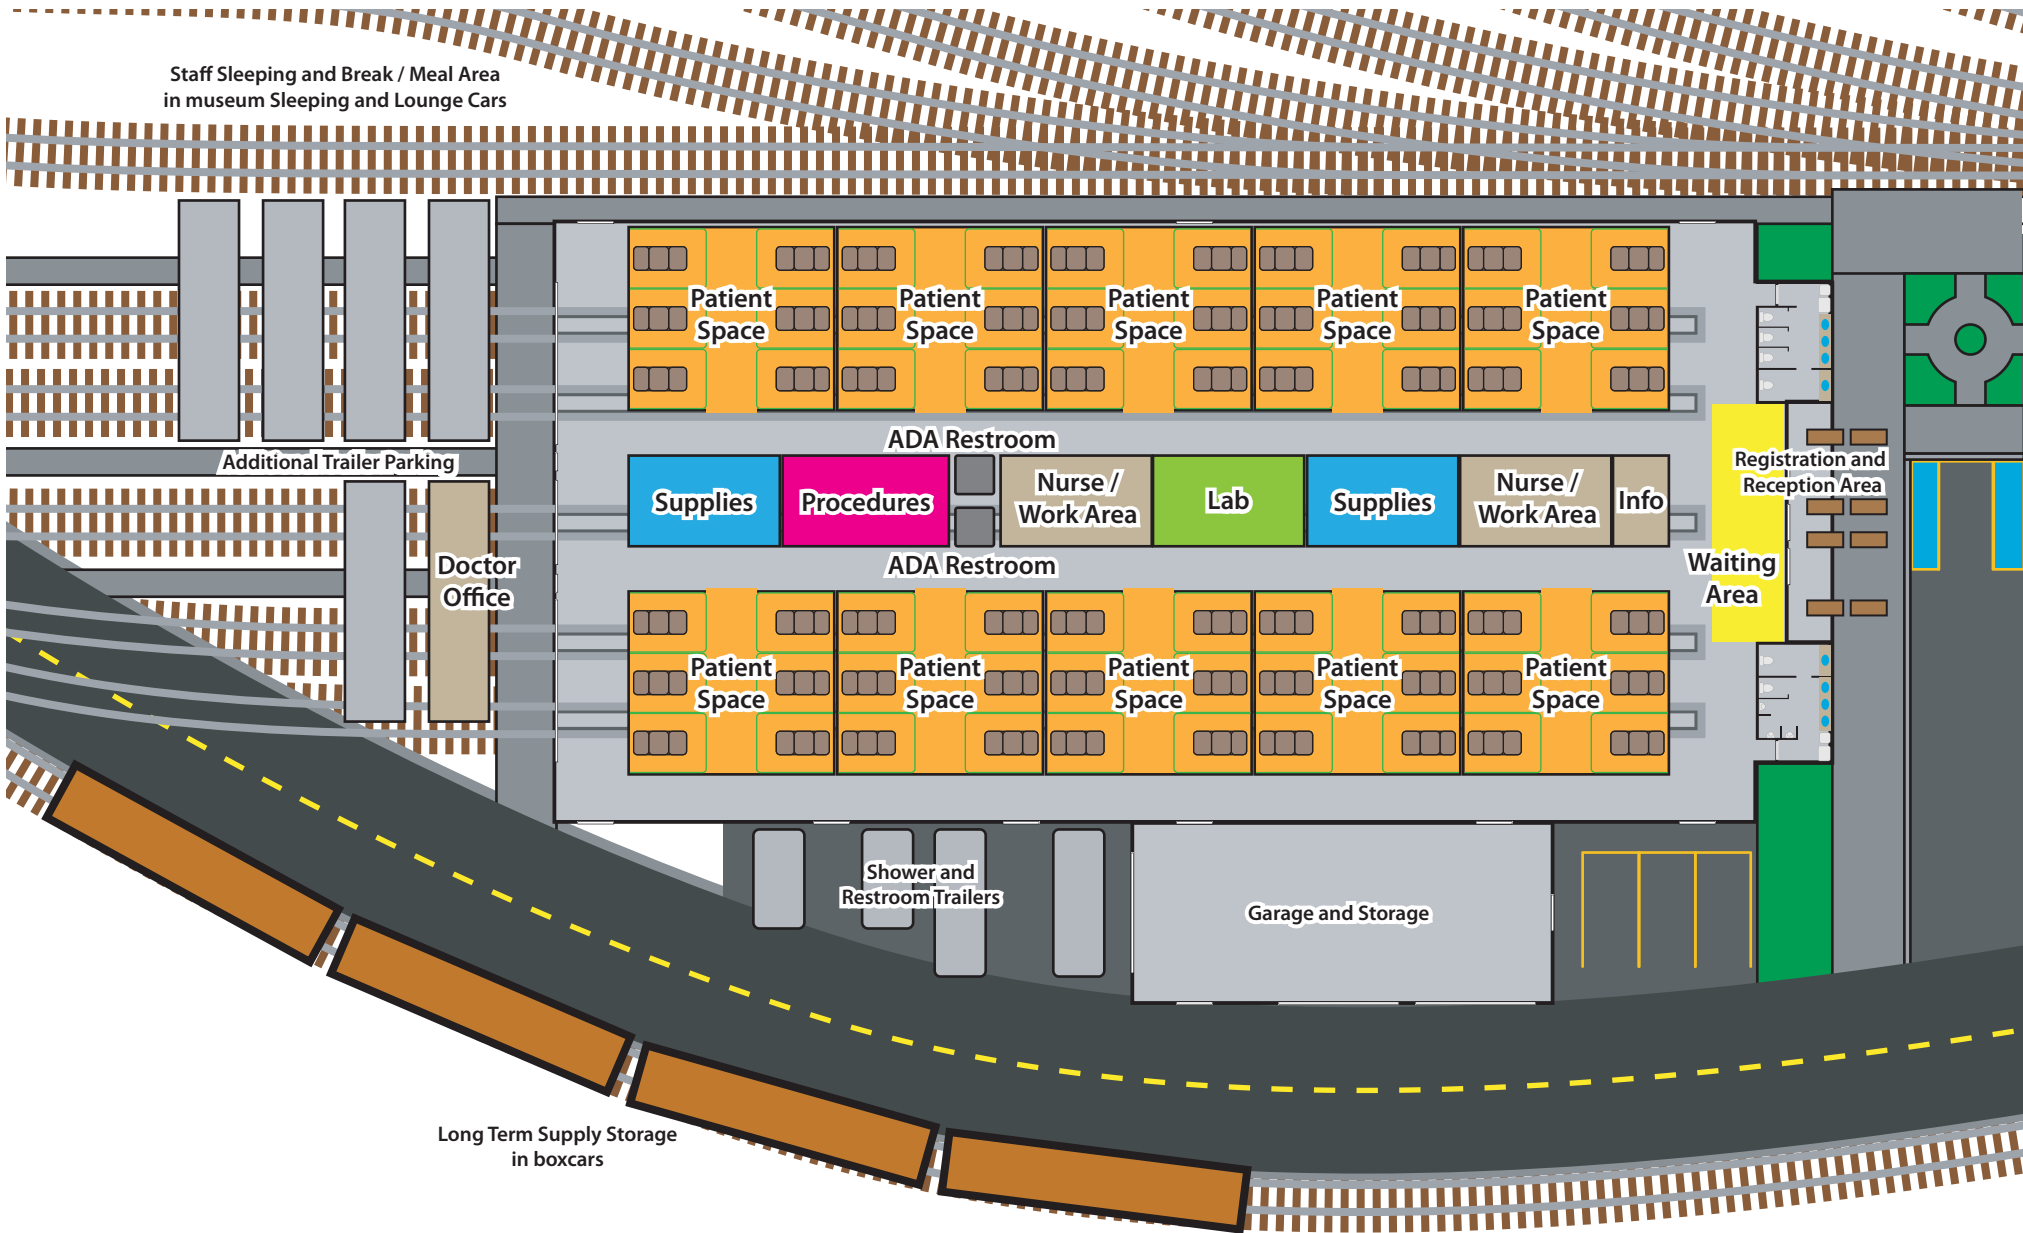 Staff Sleeping and Break / Meal Area
in museum Sleeping and Lounge Cars
Patient
Space
Patient
Space
Patient
Space
Patient
Space
Patient
Space
ADA Restroom
Additional Trailer Parking
Supplies
Procedures
Nurse /
Work Area
Lab
Supplies
Nurse /
Work Area
Info
Registration and
Reception Area
Doctor
Office
ADA Restroom
Waiting
Area
Patient
Space
Patient
Space
Patient
Space
Patient
Space
Patient
Space
Shower and
Restroom Trailers
Garage and Storage
Long Term Supply Storage
in boxcars